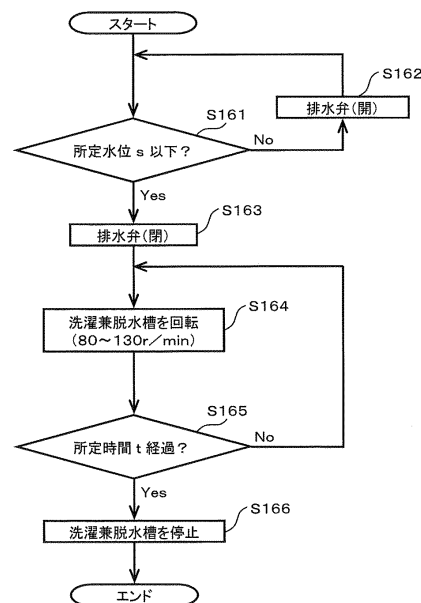 スタート
S162
排水弁(開)
S161
所定水位 s 以下?
No
Yes
S163
排水弁(閉)
S164
洗濯兼脱水槽を回転
(80～130r／min)
S165
所定時間 t 経過?
No
Yes
S166
洗濯兼脱水槽を停止
エンド